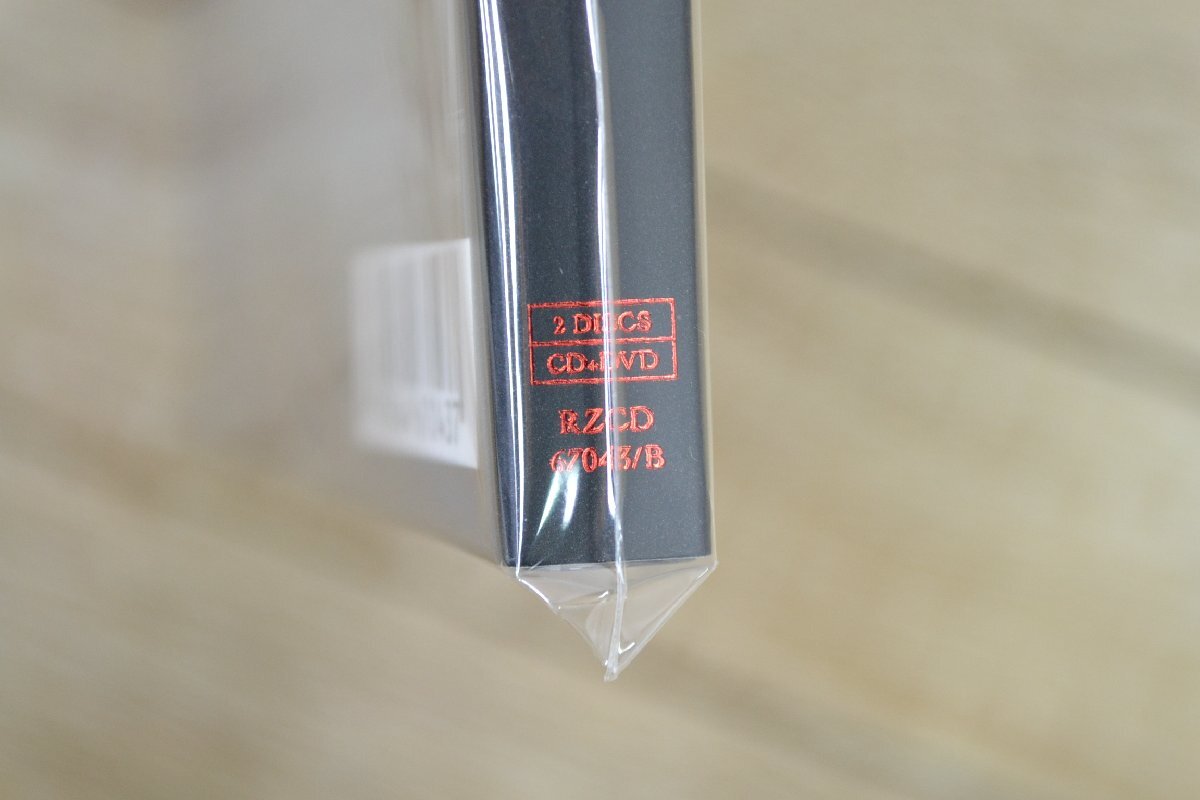 2 DISCS
CD+DVD
RZCD
67043/B